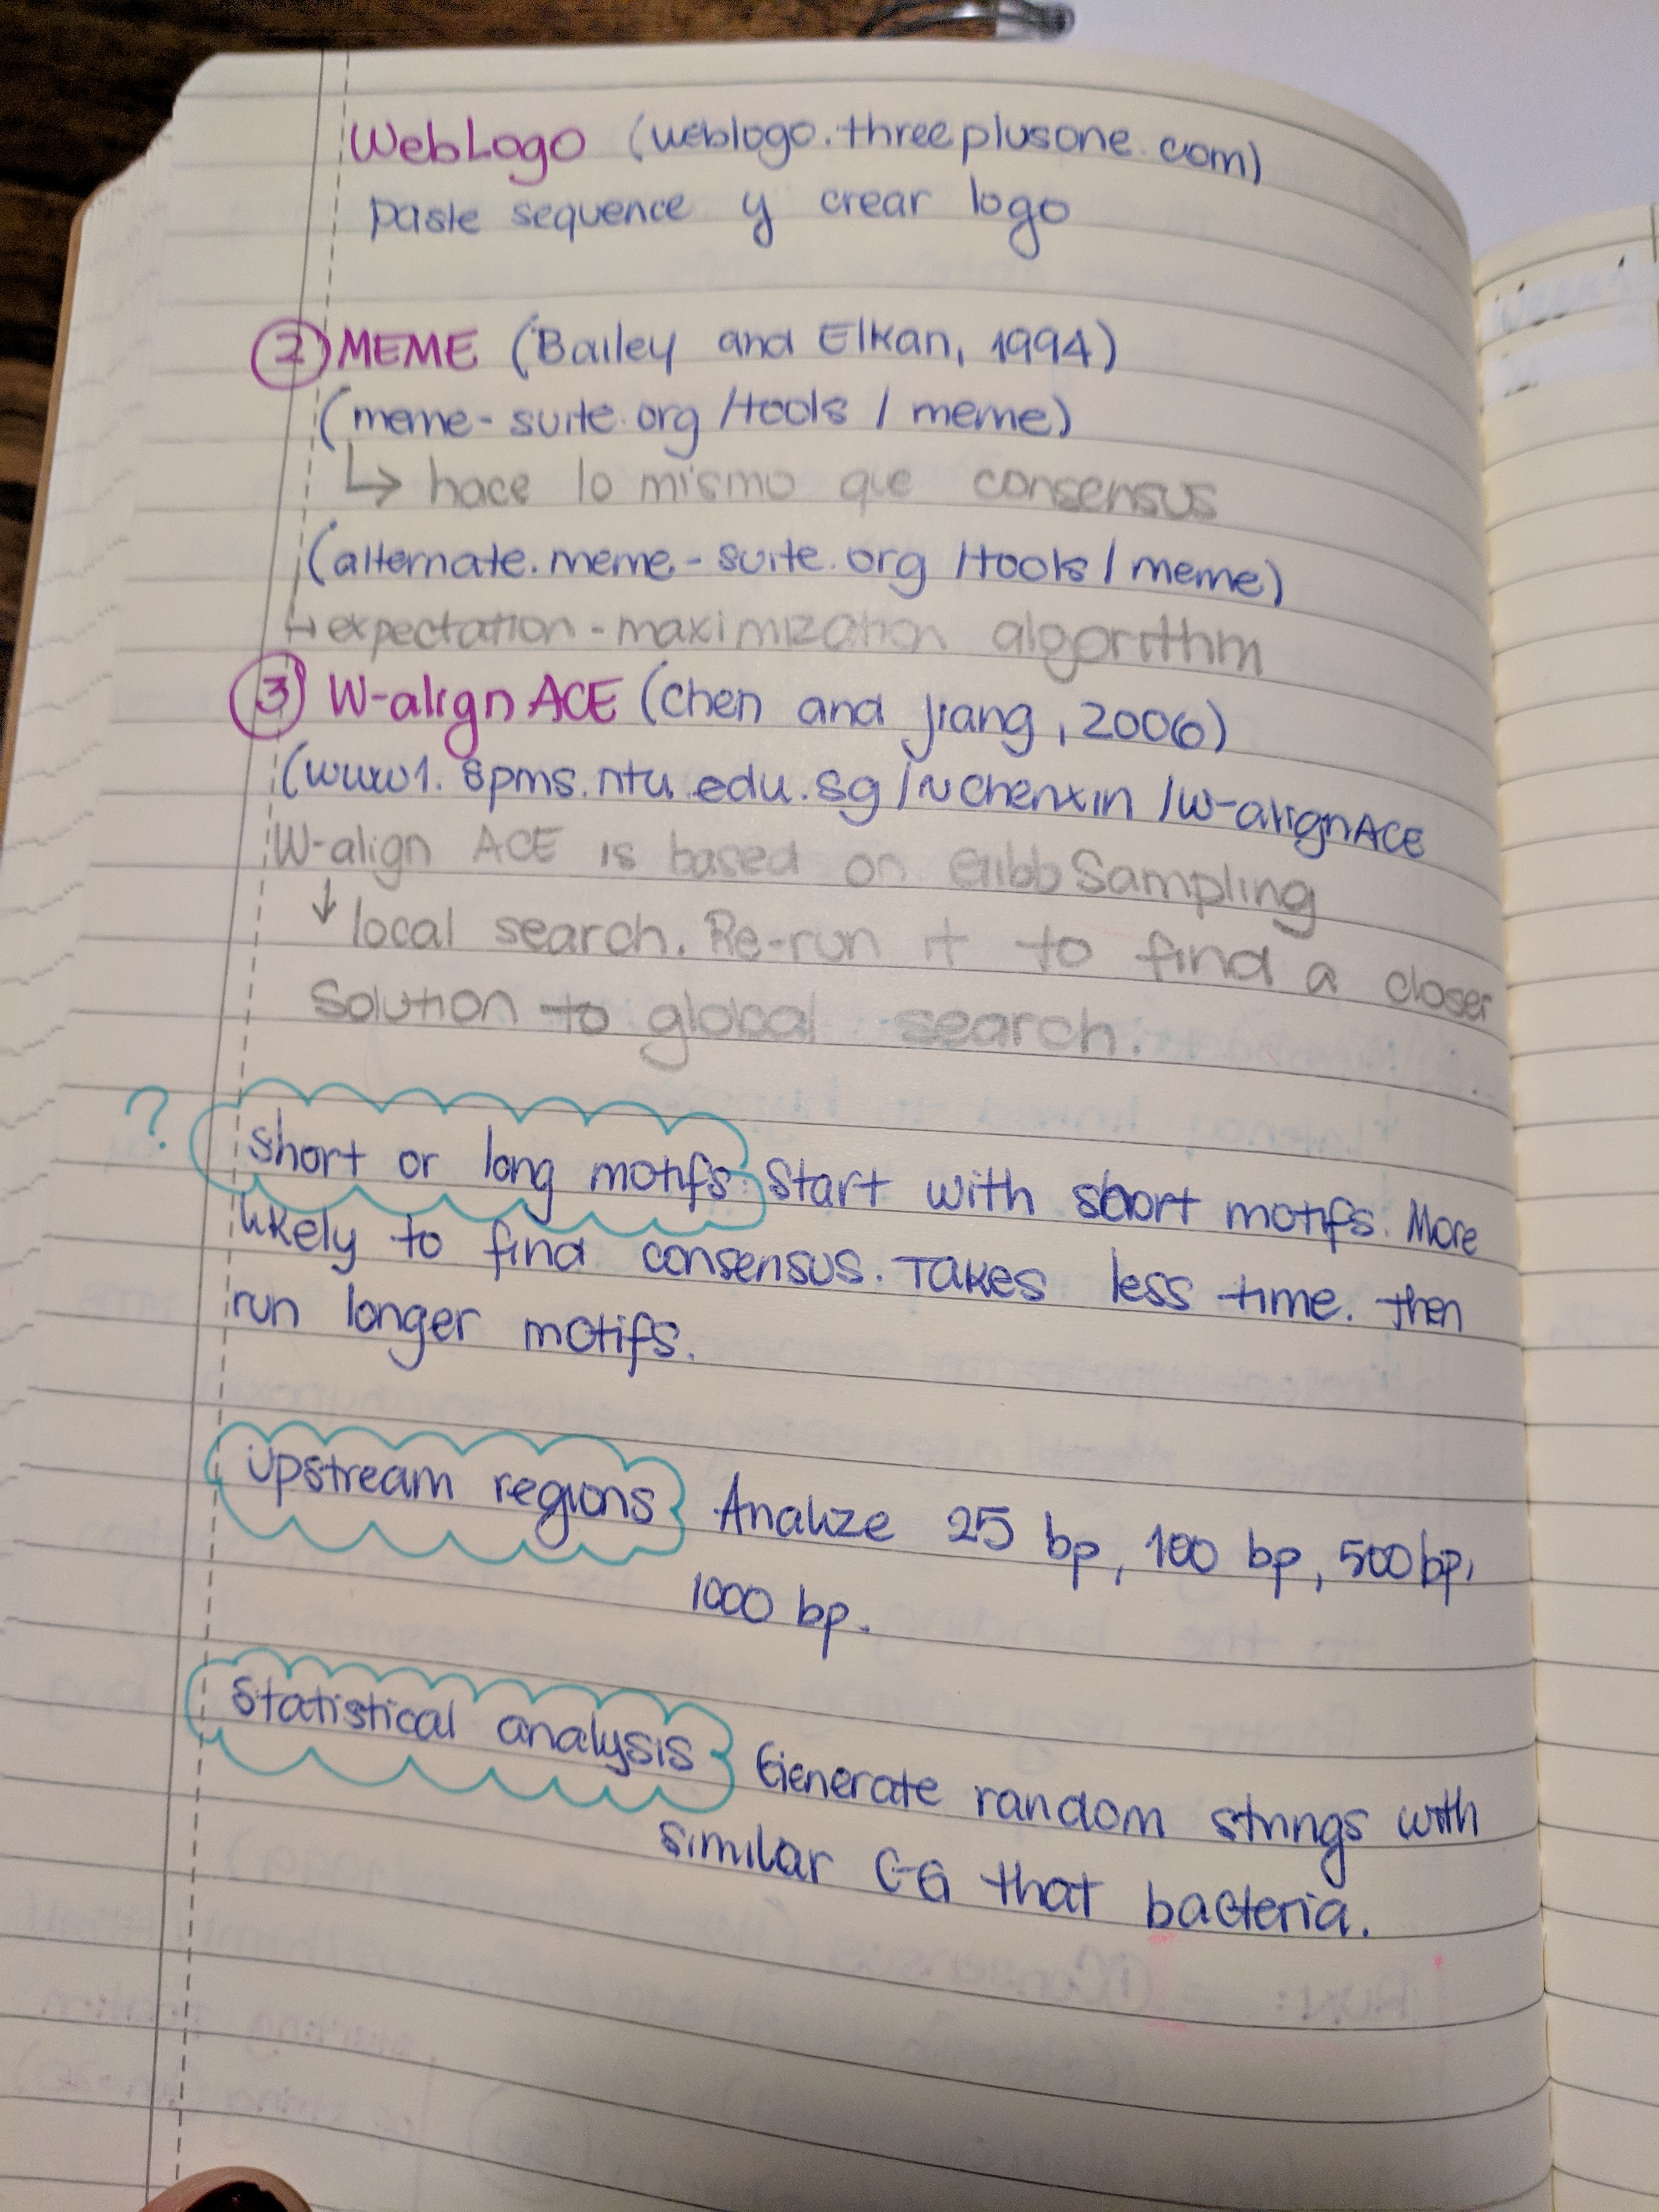 WebLogo (weblogo.threeplusone.com)
paste sequence y crear logo
② MEME (Bailey and Elkan, 1994)
(meme-suite.org/tools/meme)
↳ hace lo mismo que consensus
(alternate.meme-suite.org/tools/meme)
↳ expectation-maximization algorithm
③ W-alignACE (Chen and Jiang, 2006)
(www1.spms.ntu.edu.sg/~chenxin/w-alignACE
W-align ACE is based on Gibb Sampling
↓ local search. Re-run it to find a closer
solution to global search.
? Short or long motifs. Start with short motifs. More
likely to find consensus. Takes less time. Then
run longer motifs.
Upstream regions Analize 25 bp, 100 bp, 500 bp,
1000 bp.
Statistical analysis Generate random strings with
similar CG that bacteria.